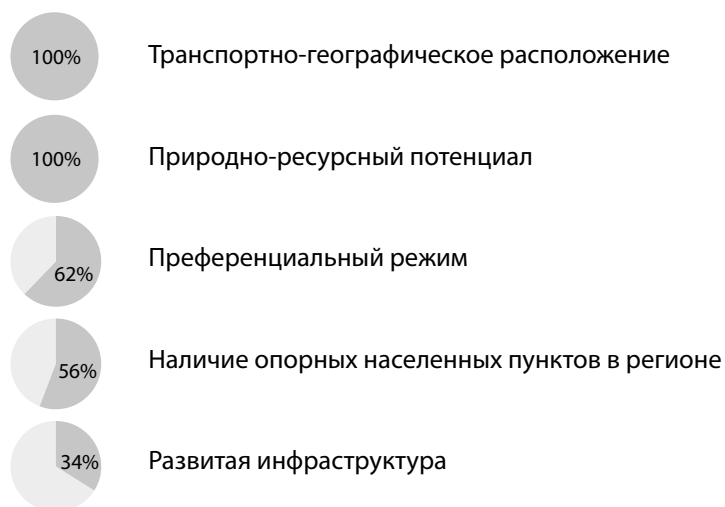 100% Транспортно-географическое расположение
100% Природно-ресурсный потенциал
62% Преференциальный режим
56% Наличие опорных населенных пунктов в регионе
34% Развитая инфраструктура